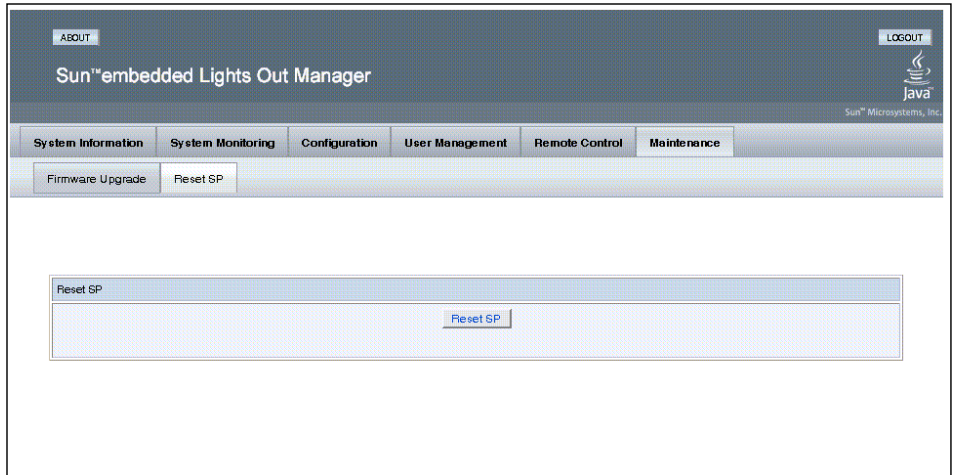 ABOUT
LOGOUT
Sun™embedded Lights Out Manager
Java™
Sun™ Microsystems, Inc.
System Information System Monitoring Configuration User Management Remote Control Maintenance
Firmware Upgrade Reset SP
Reset SP
Reset SP